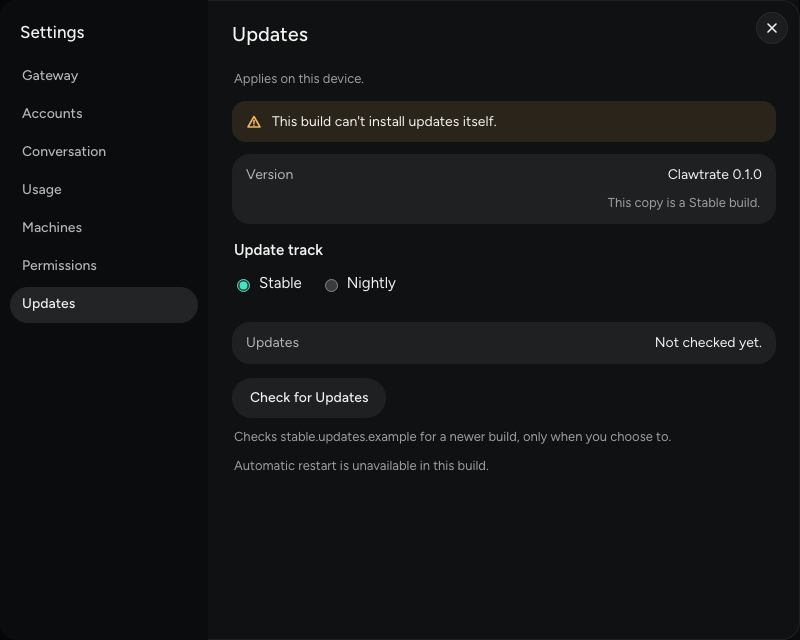 Settings
Gateway
Accounts
Conversation
Usage
Machines
Permissions
Updates
Updates
Applies on this device.
This build can't install updates itself.
Version
Clawtrate 0.1.0
This copy is a Stable build.
Update track
Stable
Nightly
Updates
Not checked yet.
Check for Updates
Checks stable.updates.example for a newer build, only when you choose to.
Automatic restart is unavailable in this build.